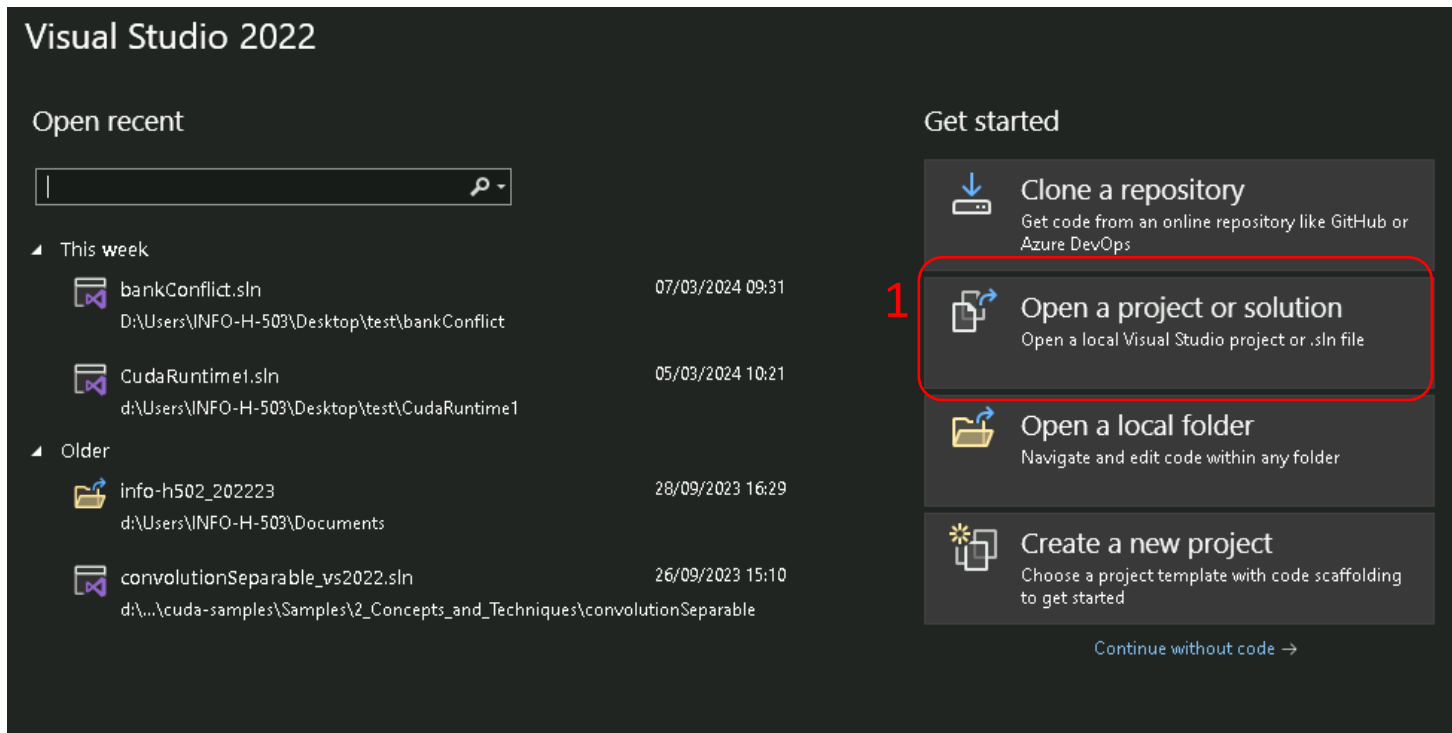 Visual Studio 2022
Open recent
This week
bankConflict.sln 07/03/2024 09:31
D:\Users\INFO-H-503\Desktop\test\bankConflict
CudaRuntime1.sln 05/03/2024 10:21
d:\Users\INFO-H-503\Desktop\test\CudaRuntime1
Older
info-h502_202223 28/09/2023 16:29
d:\Users\INFO-H-503\Documents
convolutionSeparable_vs2022.sln 26/09/2023 15:10
d:\...\cuda-samples\Samples\2_Concepts_and_Techniques\convolutionSeparable
Get started
Clone a repository
Get code from an online repository like GitHub or
Azure DevOps
1
Open a project or solution
Open a local Visual Studio project or .sln file
Open a local folder
Navigate and edit code within any folder
Create a new project
Choose a project template with code scaffolding
to get started
Continue without code →